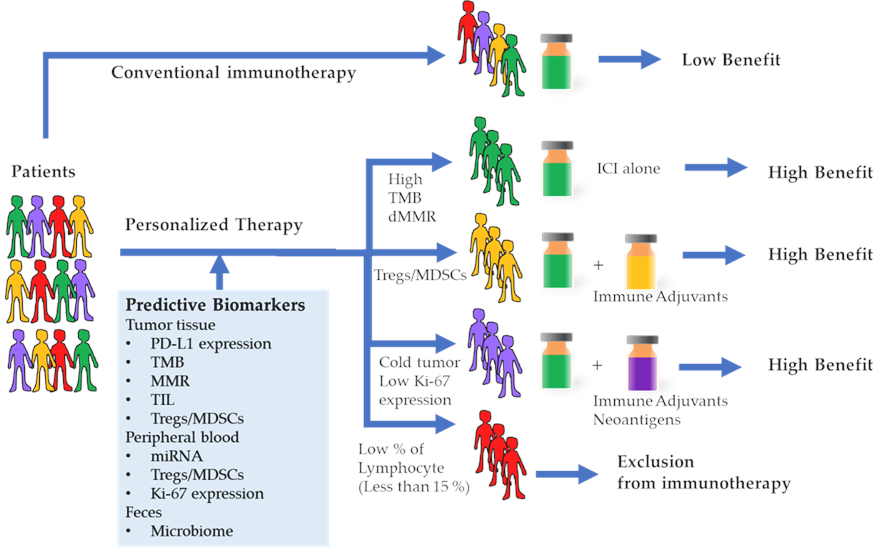 Conventional immunotherapy
Low Benefit
Patients
Personalized Therapy
High
TMB
dMMR
ICI alone
High Benefit
Tregs/MDSCs
+
Immune Adjuvants
High Benefit
Cold tumor
Low Ki-67
expression
+
Immune Adjuvants
Neoantigens
High Benefit
Low % of
Lymphocyte
(Less than 15 %)
Exclusion
from immunotherapy
Predictive Biomarkers
Tumor tissue
• PD-L1 expression
• TMB
• MMR
• TIL
• Tregs/MDSCs
Peripheral blood
• miRNA
• Tregs/MDSCs
• Ki-67 expression
Feces
• Microbiome